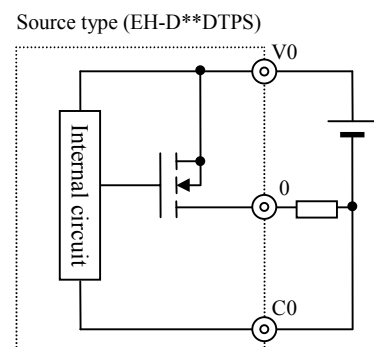 Source type (EH-D**DTPS)
V0
Internal circuit
0
C0